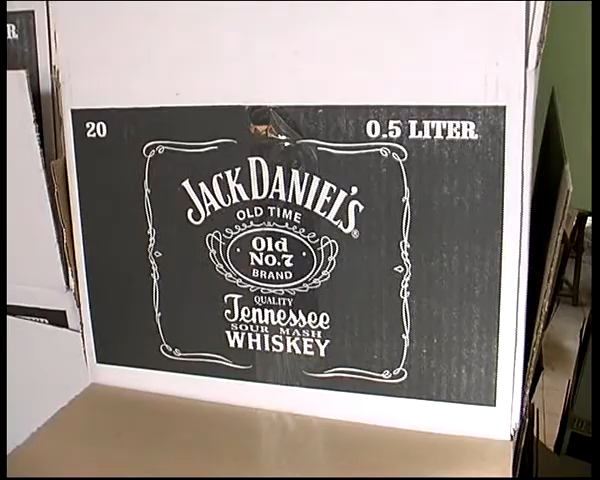 20
0.5 LITER
JACK DANIEL'S
OLD TIME
Old
No.7
BRAND
QUALITY
Tennessee
SOUR MASH
WHISKEY
R